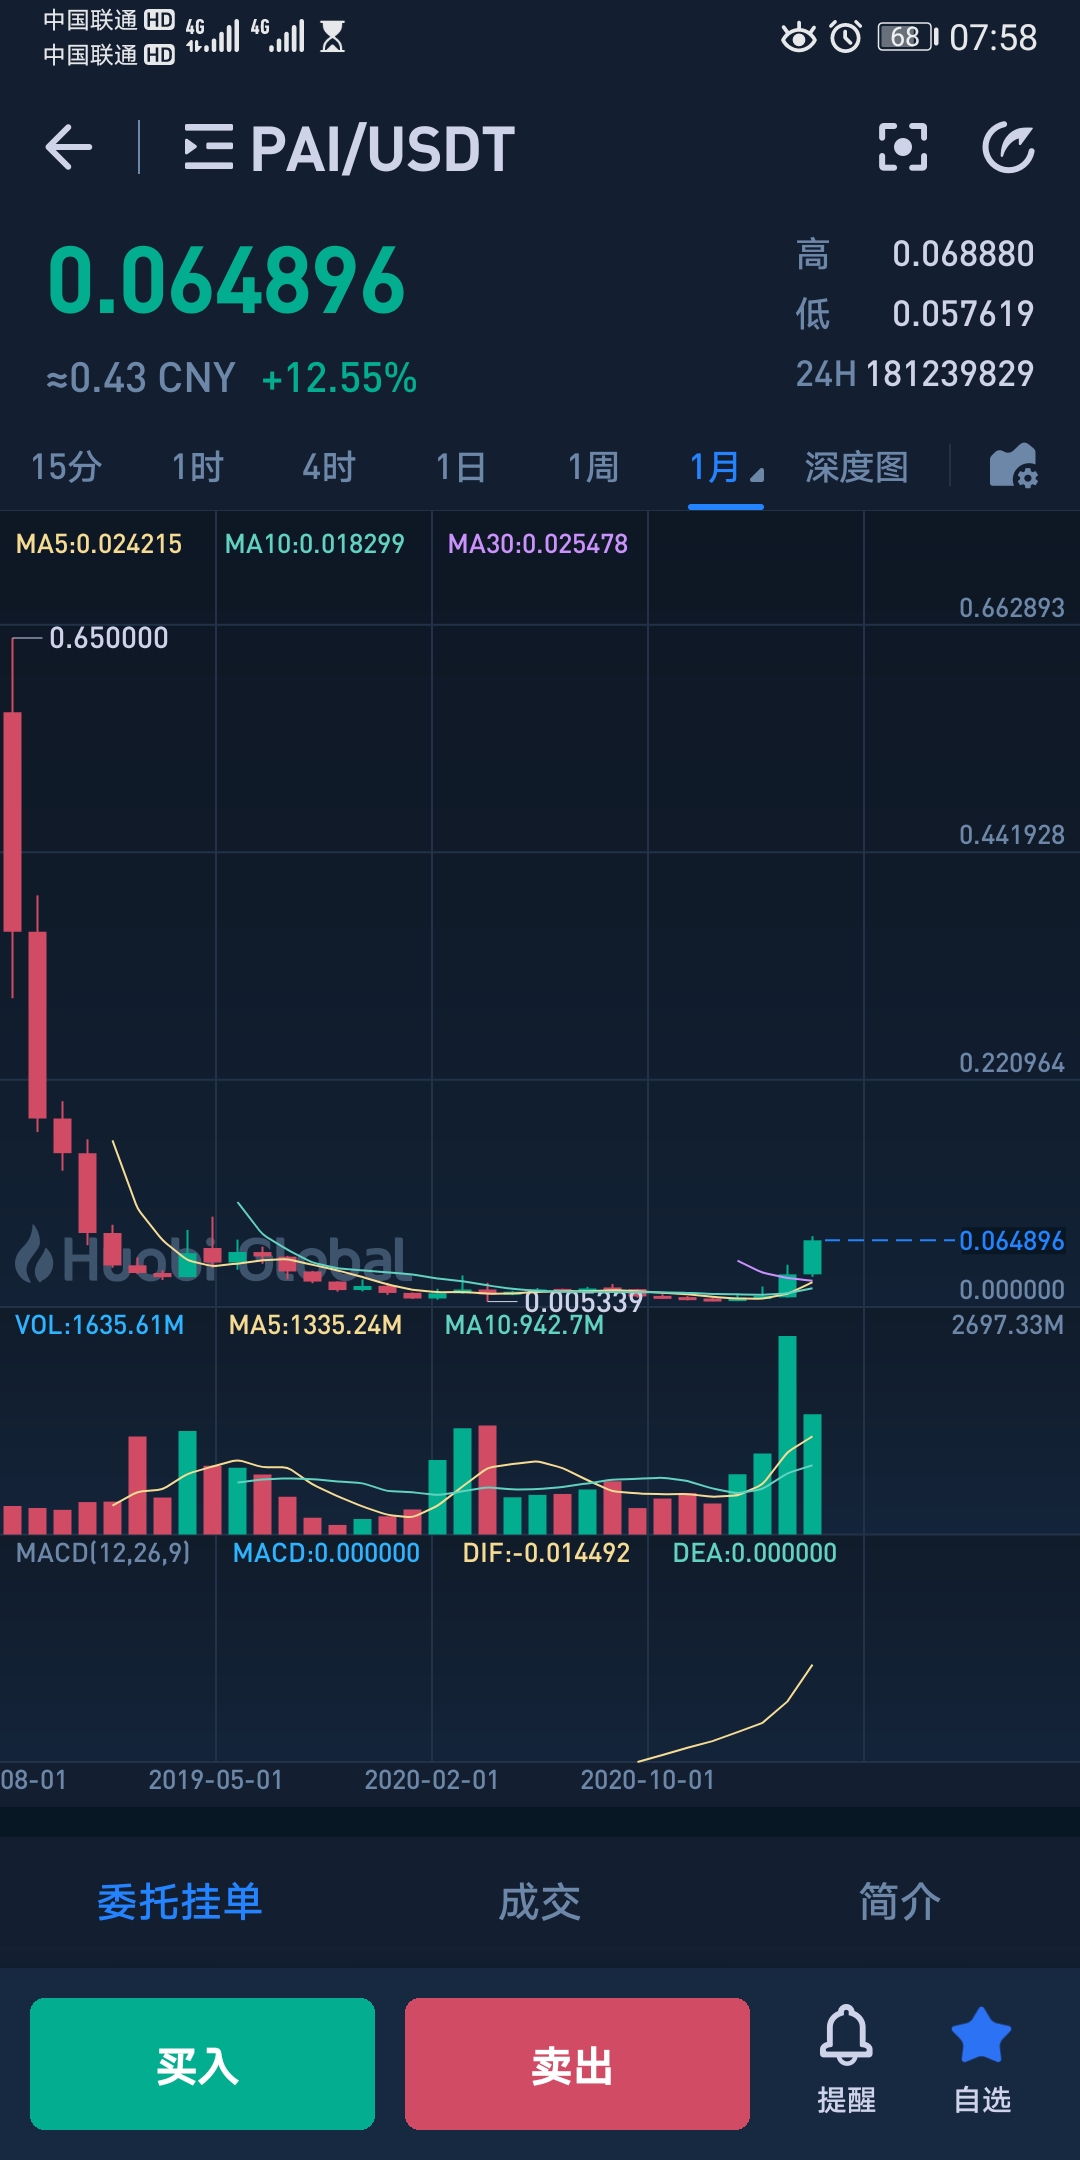 中国联通 HD 4G 4G 68 07:58
中国联通 HD
PAI/USDT
0.064896
高 0.068880
低 0.057619
≈0.43 CNY +12.55%
24H 181239829
15分 1时 4时 1日 1周 1月 深度图
MA5:0.024215 MA10:0.018299 MA30:0.025478
0.662893
0.650000
0.441928
0.220964
0.064896
Huobi Global
0.000000
0.005339
VOL:1635.61M MA5:1335.24M MA10:942.7M 2697.33M
MACD(12,26,9) MACD:0.000000 DIF:-0.014492 DEA:0.000000
08-01 2019-05-01 2020-02-01 2020-10-01
委托挂单 成交 简介
买入 卖出 提醒 自选